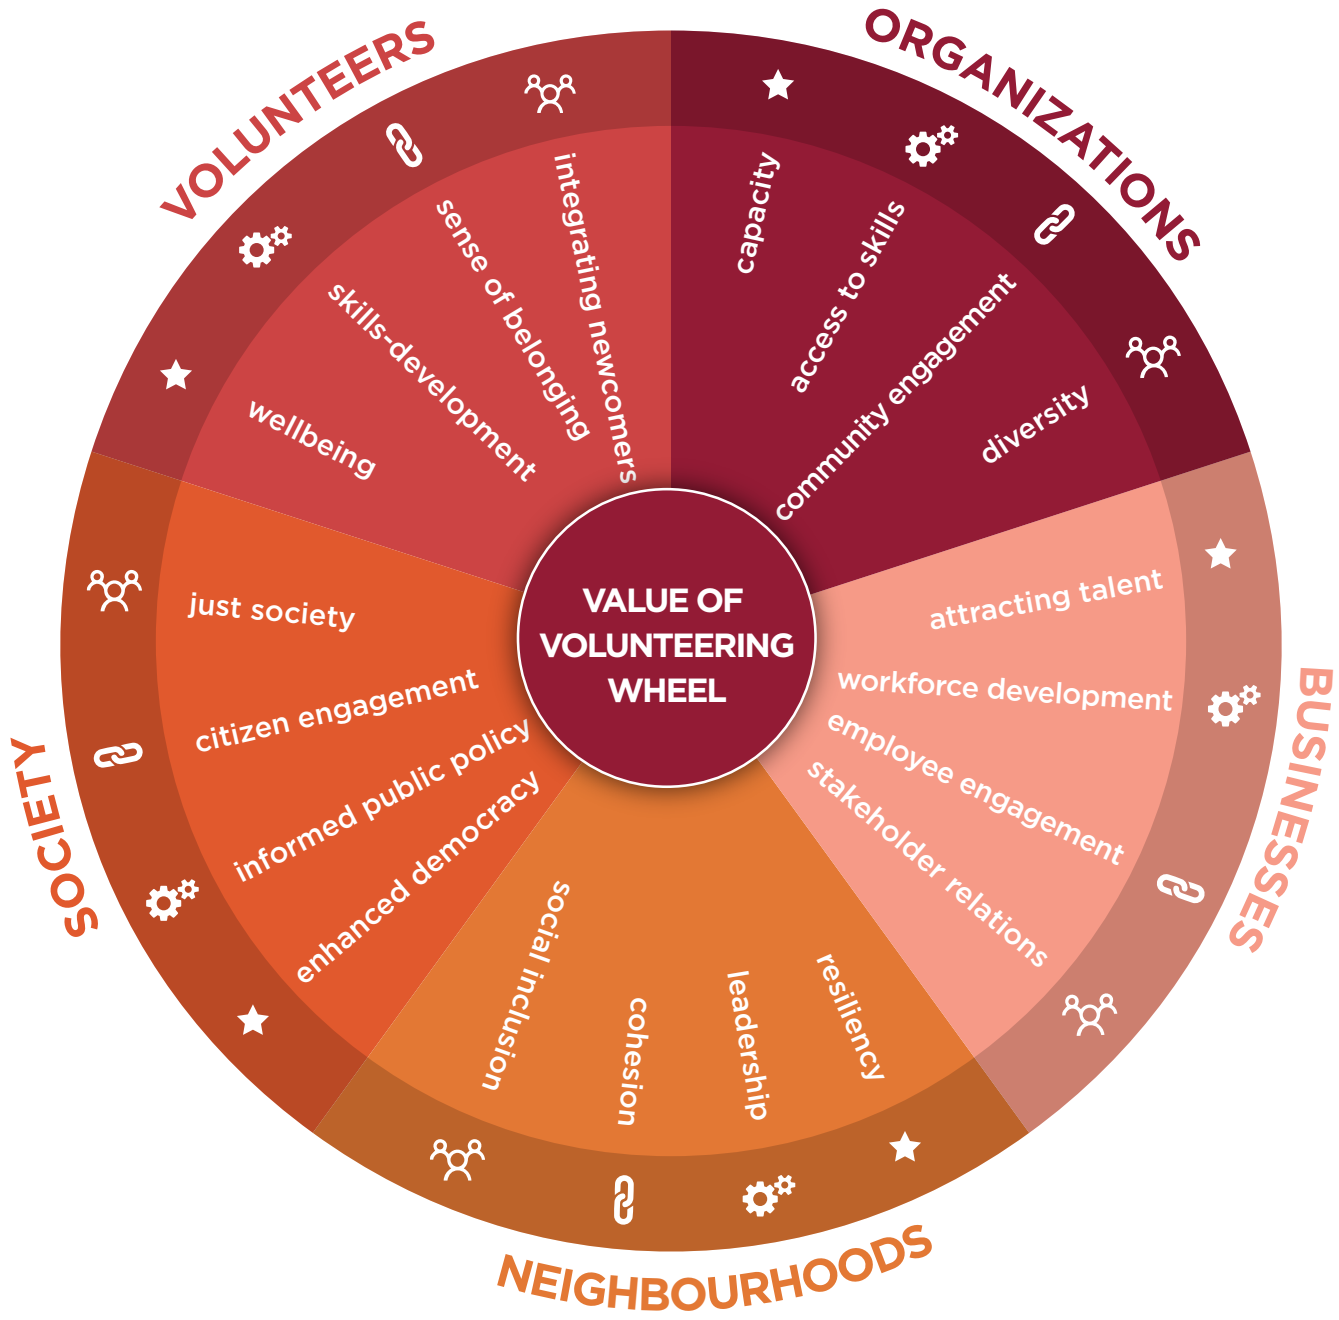 VALUE OF
VOLUNTEERING
WHEEL
ORGANIZATIONS
capacity
access to skills
community engagement
diversity
BUSINESSES
attracting talent
workforce development
employee engagement
stakeholder relations
NEIGHBOURHOODS
resiliency
leadership
cohesion
social inclusion
SOCIETY
enhanced democracy
informed public policy
citizen engagement
just society
VOLUNTEERS
wellbeing
skills-development
sense of belonging
integrating newcomers